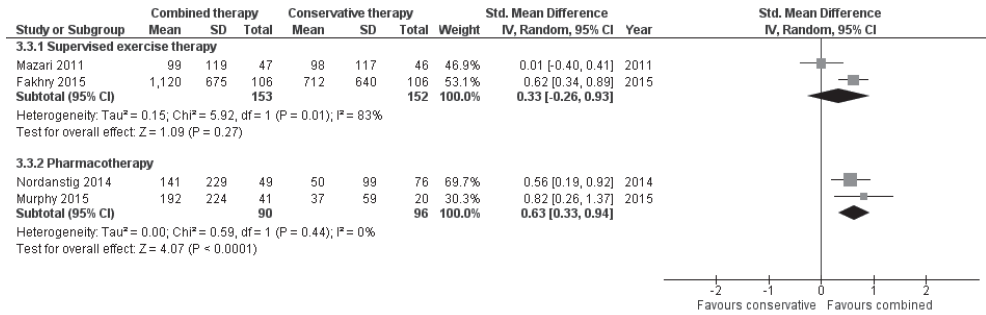 Combined therapy Conservative therapy Std. Mean Difference Std. Mean Difference
Study or Subgroup Mean SD Total Mean SD Total Weight IV, Random, 95% CI Year IV, Random, 95% CI
3.3.1 Supervised exercise therapy
Mazari 2011 99 119 47 98 117 46 46.9% 0.01 [-0.40, 0.41] 2011
Fakhry 2015 1,120 675 106 712 640 106 53.1% 0.62 [0.34, 0.89] 2015
Subtotal (95% CI) 153 152 100.0% 0.33 [-0.26, 0.93]
Heterogeneity: Tau² = 0.15; Chi² = 5.92, df = 1 (P = 0.01); I² = 83%
Test for overall effect: Z = 1.09 (P = 0.27)
3.3.2 Pharmacotherapy
Nordanstig 2014 141 229 49 50 99 76 69.7% 0.56 [0.19, 0.92] 2014
Murphy 2015 192 224 41 37 59 20 30.3% 0.82 [0.26, 1.37] 2015
Subtotal (95% CI) 90 96 100.0% 0.63 [0.33, 0.94]
Heterogeneity: Tau² = 0.00; Chi² = 0.59, df = 1 (P = 0.44); I² = 0%
Test for overall effect: Z = 4.07 (P < 0.0001)
-2 -1 0 1 2
Favours conservative Favours combined